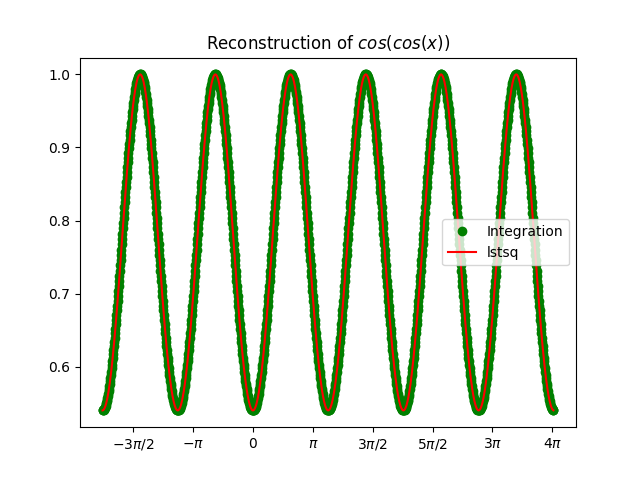 Reconstruction of cos(cos(x))
1.0
0.9
0.8
0.7
0.6
Integration
lstsq
−3π/2 −π 0 π 3π/2 5π/2 3π 4π